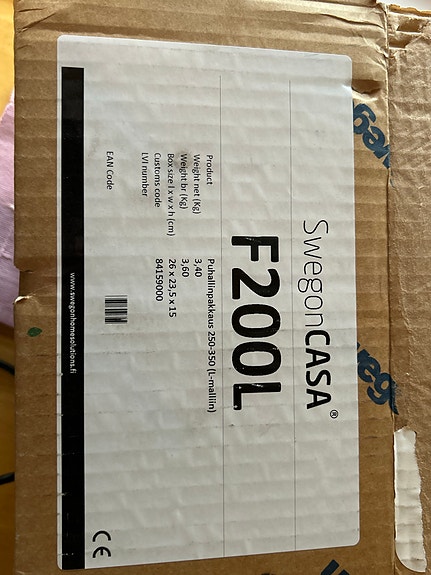 SwegonCASA®
F200L
Product Puhallinpakkaus 250-350 (L-malliin)
Weight net (Kg) 3,40
Weight br (Kg) 3,60
Box size l x w x h (cm) 26 x 23,5 x 15
Customs code 84159000
LVI number
EAN Code
www.swegonhomesolutions.fi
CE